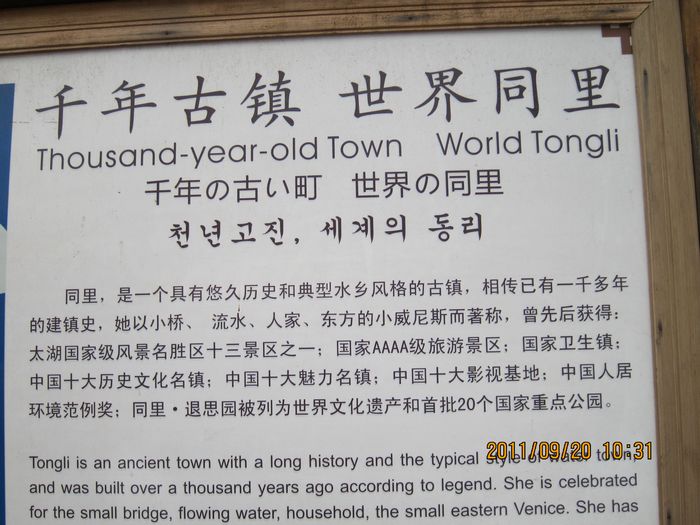 千年古镇 世界同里
Thousand-year-old Town World Tongli
千年の古い町 世界の同里
천년고진, 세계의 동리
同里，是一个具有悠久历史和典型水乡风格的古镇，相传已有一千多年
的建镇史，她以小桥、流水、人家、东方的小威尼斯而著称，曾先后获得：
太湖国家级风景名胜区十三景区之一；国家AAAA级旅游景区；国家卫生镇；
中国十大历史文化名镇；中国十大魅力名镇；中国十大影视基地；中国人居
环境范例奖；同里·退思园被列为世界文化遗产和首批20个国家重点公园。
2011/09/20 10:31
Tongli is an ancient town with a long history and the typical style of water town,
and was built over a thousand years ago according to legend. She is celebrated
for the small bridge, flowing water, household, the small eastern Venice. She has